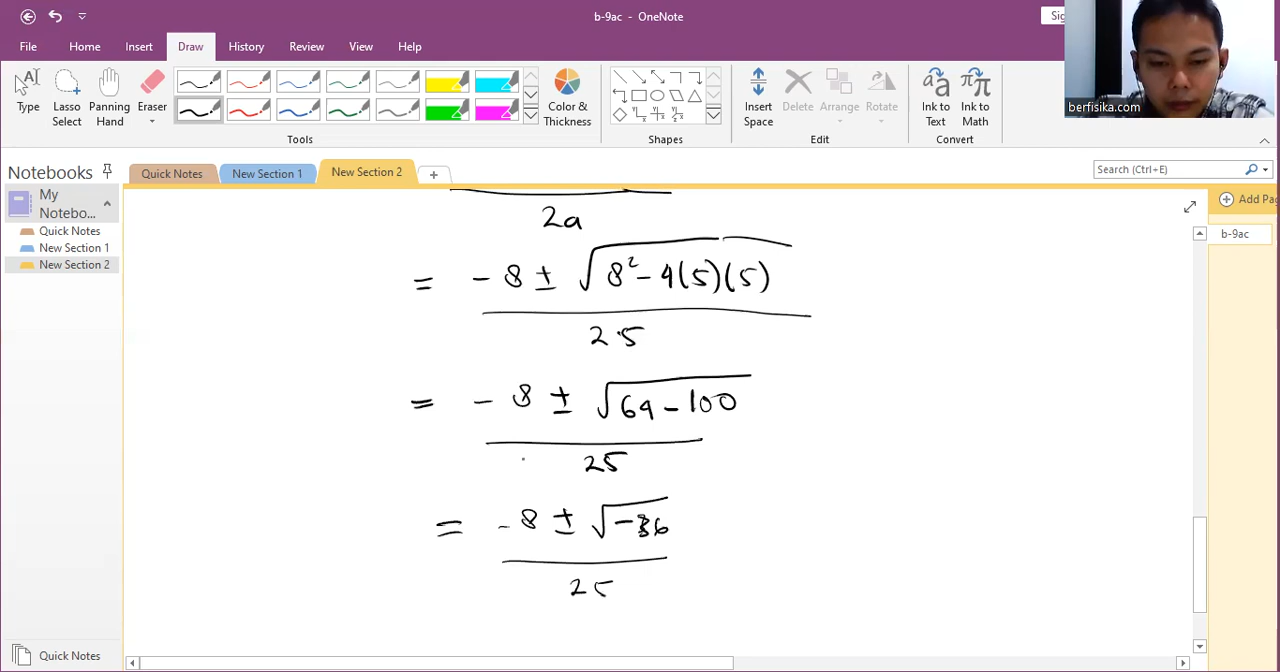 b-9ac - OneNote
File Home Insert Draw History Review View Help
berfisika.com
Type Lasso Select Panning Hand Eraser Color & Thickness Insert Space Delete Arrange Rotate Ink to Text Ink to Math
Tools Shapes Edit Convert
Notebooks Quick Notes New Section 1 New Section 2 Search (Ctrl+E)
My Notebo...
Quick Notes
New Section 1
New Section 2
Add Pag
b-9ac
2a
= - 8 ± √8² - 4(5)(5)
2.5
= - 8 ± √64 - 100
25
= -8 ± √-36
25
Quick Notes